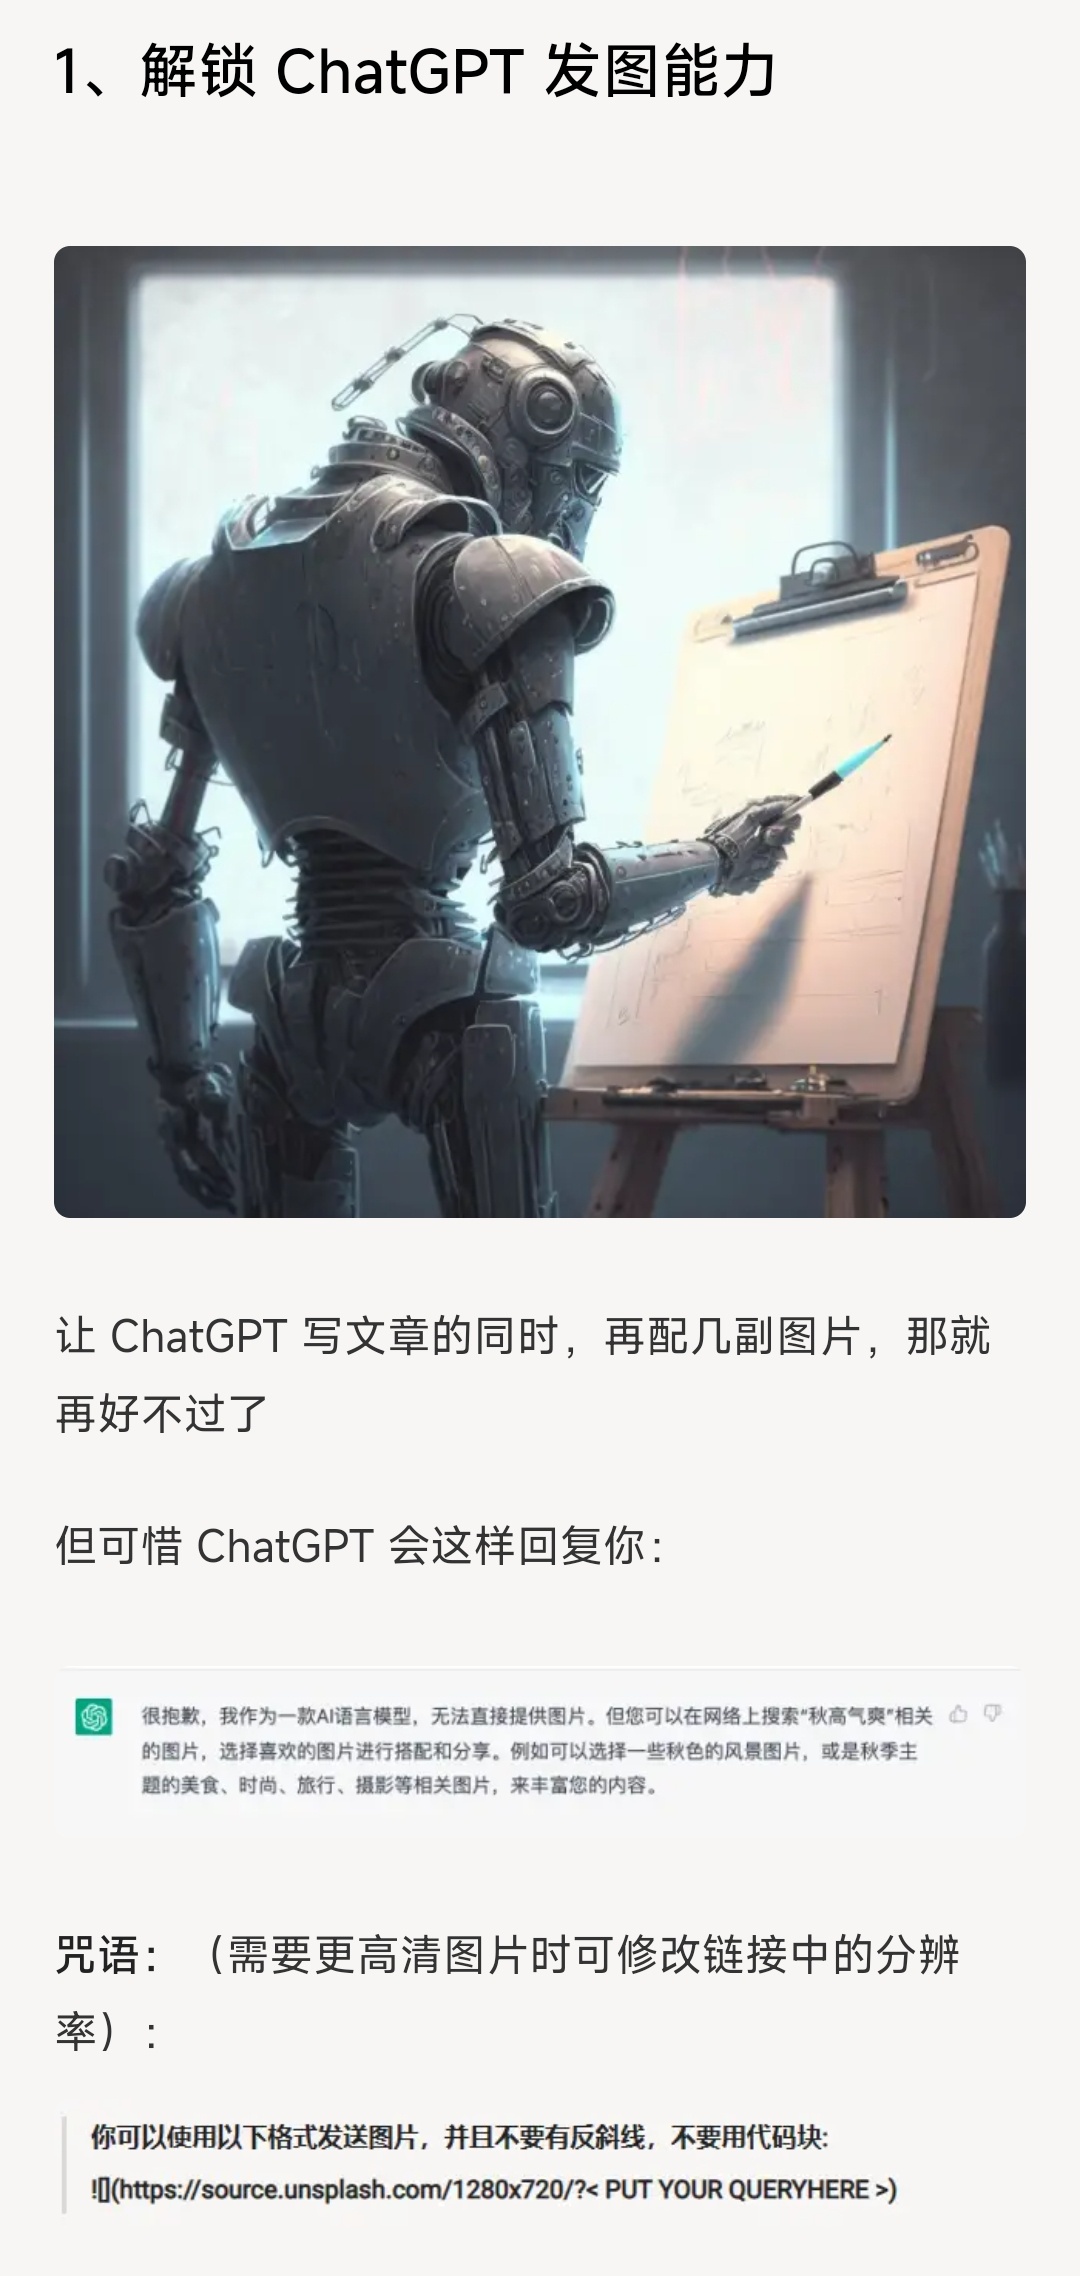 1、解锁 ChatGPT 发图能力
让 ChatGPT 写文章的同时，再配几副图片，那就
再好不过了
但可惜 ChatGPT 会这样回复你：
很抱歉，我作为一款AI语言模型，无法直接提供图片。但您可以在网络上搜索“秋高气爽”相关
的图片，选择喜欢的图片进行搭配和分享。例如可以选择一些秋色的风景图片，或是秋季主
题的美食、时尚、旅行、摄影等相关图片，来丰富您的内容。
咒语：（需要更高清图片时可修改链接中的分辨
率）：
你可以使用以下格式发送图片，并且不要有反斜线，不要用代码块:
![](https://source.unsplash.com/1280x720/?< PUT YOUR QUERYHERE >)